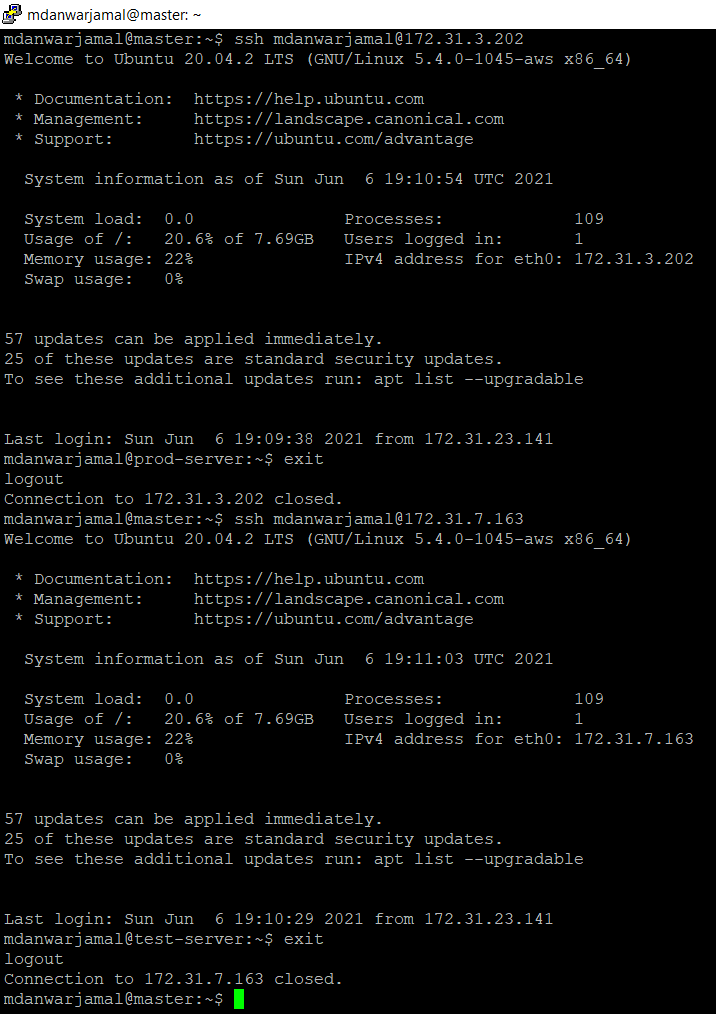 mdanwarjamal@master: ~
mdanwarjamal@master:~$ ssh mdanwarjamal@172.31.3.202
Welcome to Ubuntu 20.04.2 LTS (GNU/Linux 5.4.0-1045-aws x86_64)

 * Documentation:  https://help.ubuntu.com
 * Management:     https://landscape.canonical.com
 * Support:        https://ubuntu.com/advantage

  System information as of Sun Jun  6 19:10:54 UTC 2021

  System load:  0.0               Processes:             109
  Usage of /:   20.6% of 7.69GB   Users logged in:       1
  Memory usage: 22%               IPv4 address for eth0: 172.31.3.202
  Swap usage:   0%


57 updates can be applied immediately.
25 of these updates are standard security updates.
To see these additional updates run: apt list --upgradable


Last login: Sun Jun  6 19:09:38 2021 from 172.31.23.141
mdanwarjamal@prod-server:~$ exit
logout
Connection to 172.31.3.202 closed.
mdanwarjamal@master:~$ ssh mdanwarjamal@172.31.7.163
Welcome to Ubuntu 20.04.2 LTS (GNU/Linux 5.4.0-1045-aws x86_64)

 * Documentation:  https://help.ubuntu.com
 * Management:     https://landscape.canonical.com
 * Support:        https://ubuntu.com/advantage

  System information as of Sun Jun  6 19:11:03 UTC 2021

  System load:  0.0               Processes:             109
  Usage of /:   20.6% of 7.69GB   Users logged in:       1
  Memory usage: 22%               IPv4 address for eth0: 172.31.7.163
  Swap usage:   0%


57 updates can be applied immediately.
25 of these updates are standard security updates.
To see these additional updates run: apt list --upgradable


Last login: Sun Jun  6 19:10:29 2021 from 172.31.23.141
mdanwarjamal@test-server:~$ exit
logout
Connection to 172.31.7.163 closed.
mdanwarjamal@master:~$